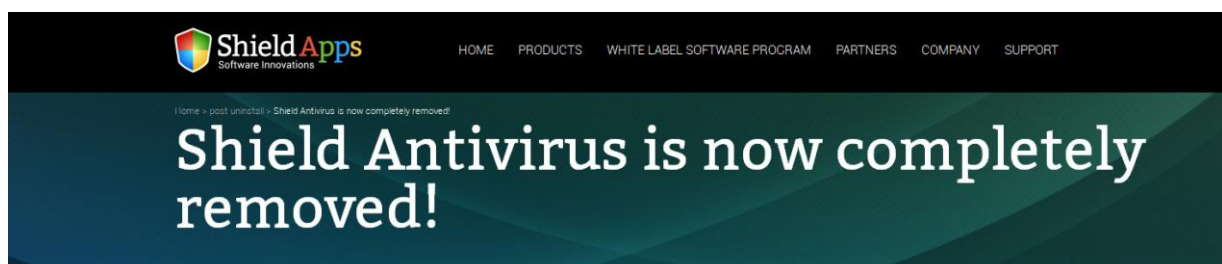 Shield Apps
Software Innovations
HOME PRODUCTS WHITE LABEL SOFTWARE PROGRAM PARTNERS COMPANY SUPPORT
Home > post uninstall > Shield Antivirus is now completely removed!
Shield Antivirus is now completely
removed!